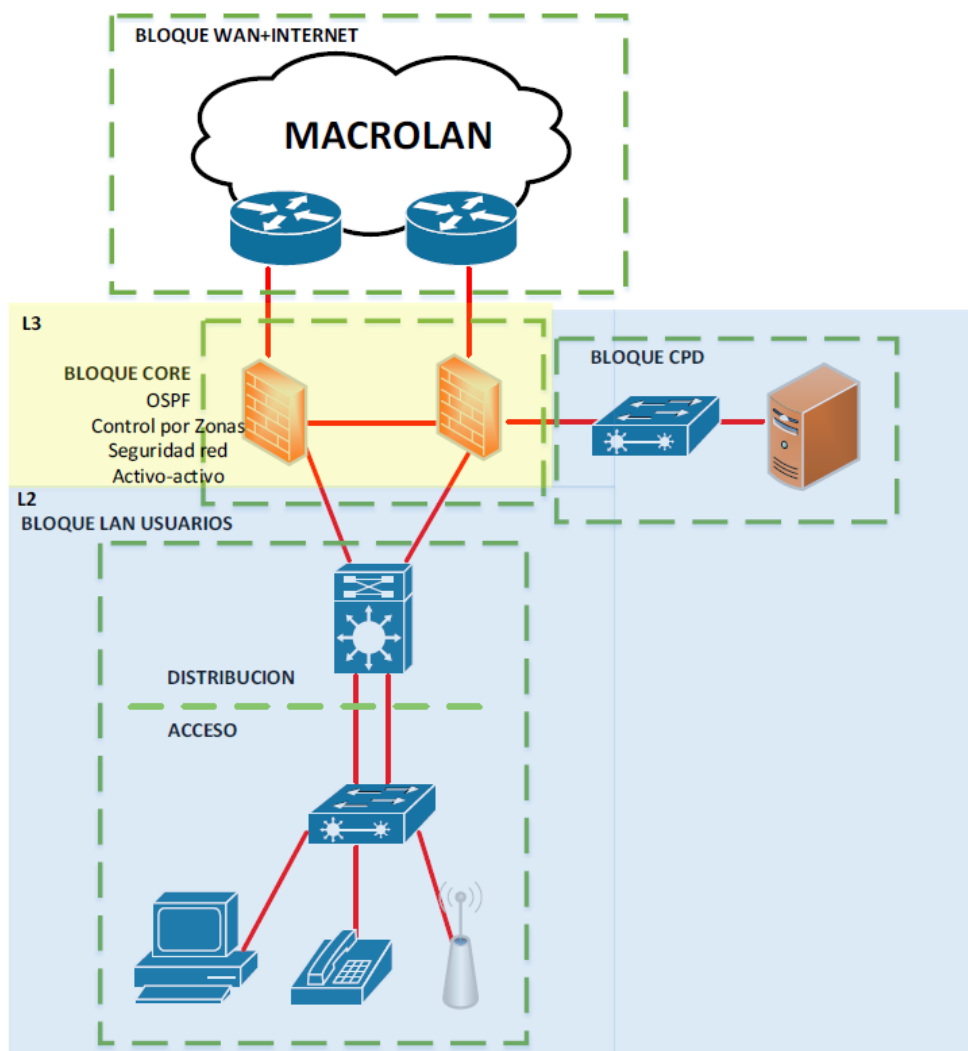 BLOQUE WAN+INTERNET
MACROLAN
L3
BLOQUE CORE
OSPF
Control por Zonas
Seguridad red
Activo-activo
BLOQUE CPD
L2
BLOQUE LAN USUARIOS
DISTRIBUCION
ACCESO